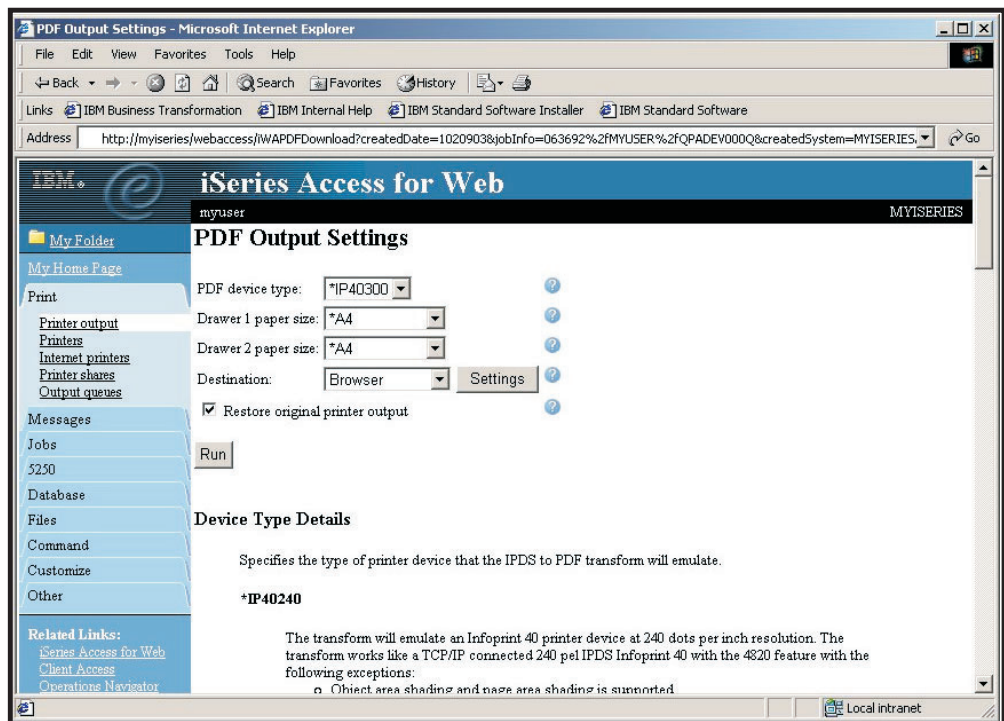 PDF Output Settings - Microsoft Internet Explorer
File Edit View Favorites Tools Help
Back Search Favorites History
Links IBM Business Transformation IBM Internal Help IBM Standard Software Installer IBM Standard Software
Address http://myiseries/webaccess/iWAPDFDownload?createdDate=1020903&jobInfo=063692%2fMYUSER%2fQPADEV000Q&createdSystem=MYISERIES. Go
IBM. e iSeries Access for Web
myuser MYISERIES
My Folder
My Home Page
Print
Printer output
Printers
Internet printers
Printer shares
Output queues
Messages
Jobs
5250
Database
Files
Command
Customize
Other
Related Links:
iSeries Access for Web
Client Access
Operations Navigator
PDF Output Settings
PDF device type: *IP40300 ?
Drawer 1 paper size: *A4 ?
Drawer 2 paper size: *A4 ?
Destination: Browser Settings ?
Restore original printer output ?
Run
Device Type Details
Specifies the type of printer device that the IPDS to PDF transform will emulate.
*IP40240
The transform will emulate an Infoprint 40 printer device at 240 dots per inch resolution. The
transform works like a TCP/IP connected 240 pel IPDS Infoprint 40 with the 4820 feature with the
following exceptions:
o Object area shading and page area shading is supported
Local intranet